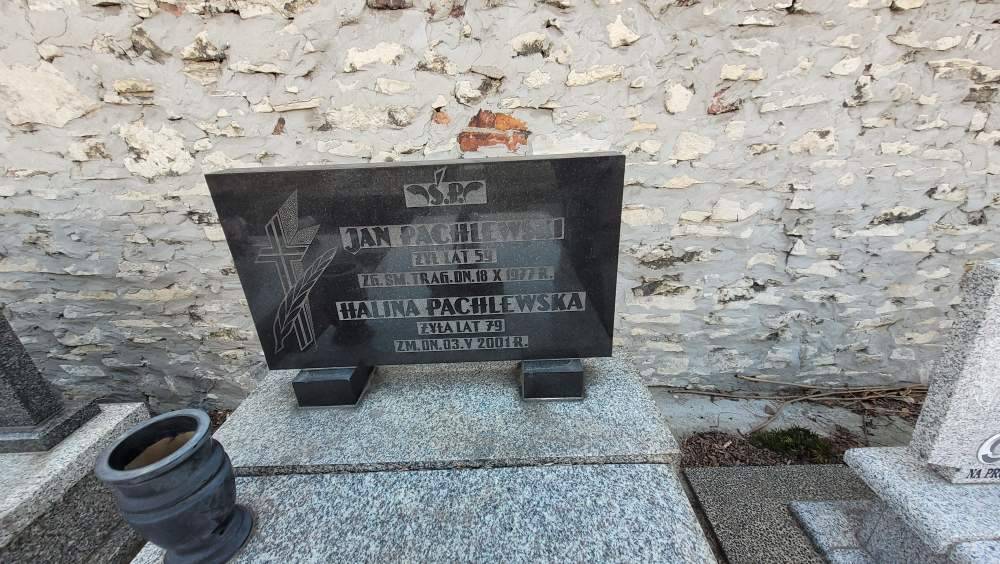 Ś.P.
JAN PACHLEWSKI
ŻYŁ LAT 59
ZG. ŚM. TRAG. DN. 18 X 1977 R.
HALINA PACHLEWSKA
ŻYŁA LAT 79
ZM. DN. 03. V 2001 R.
NA